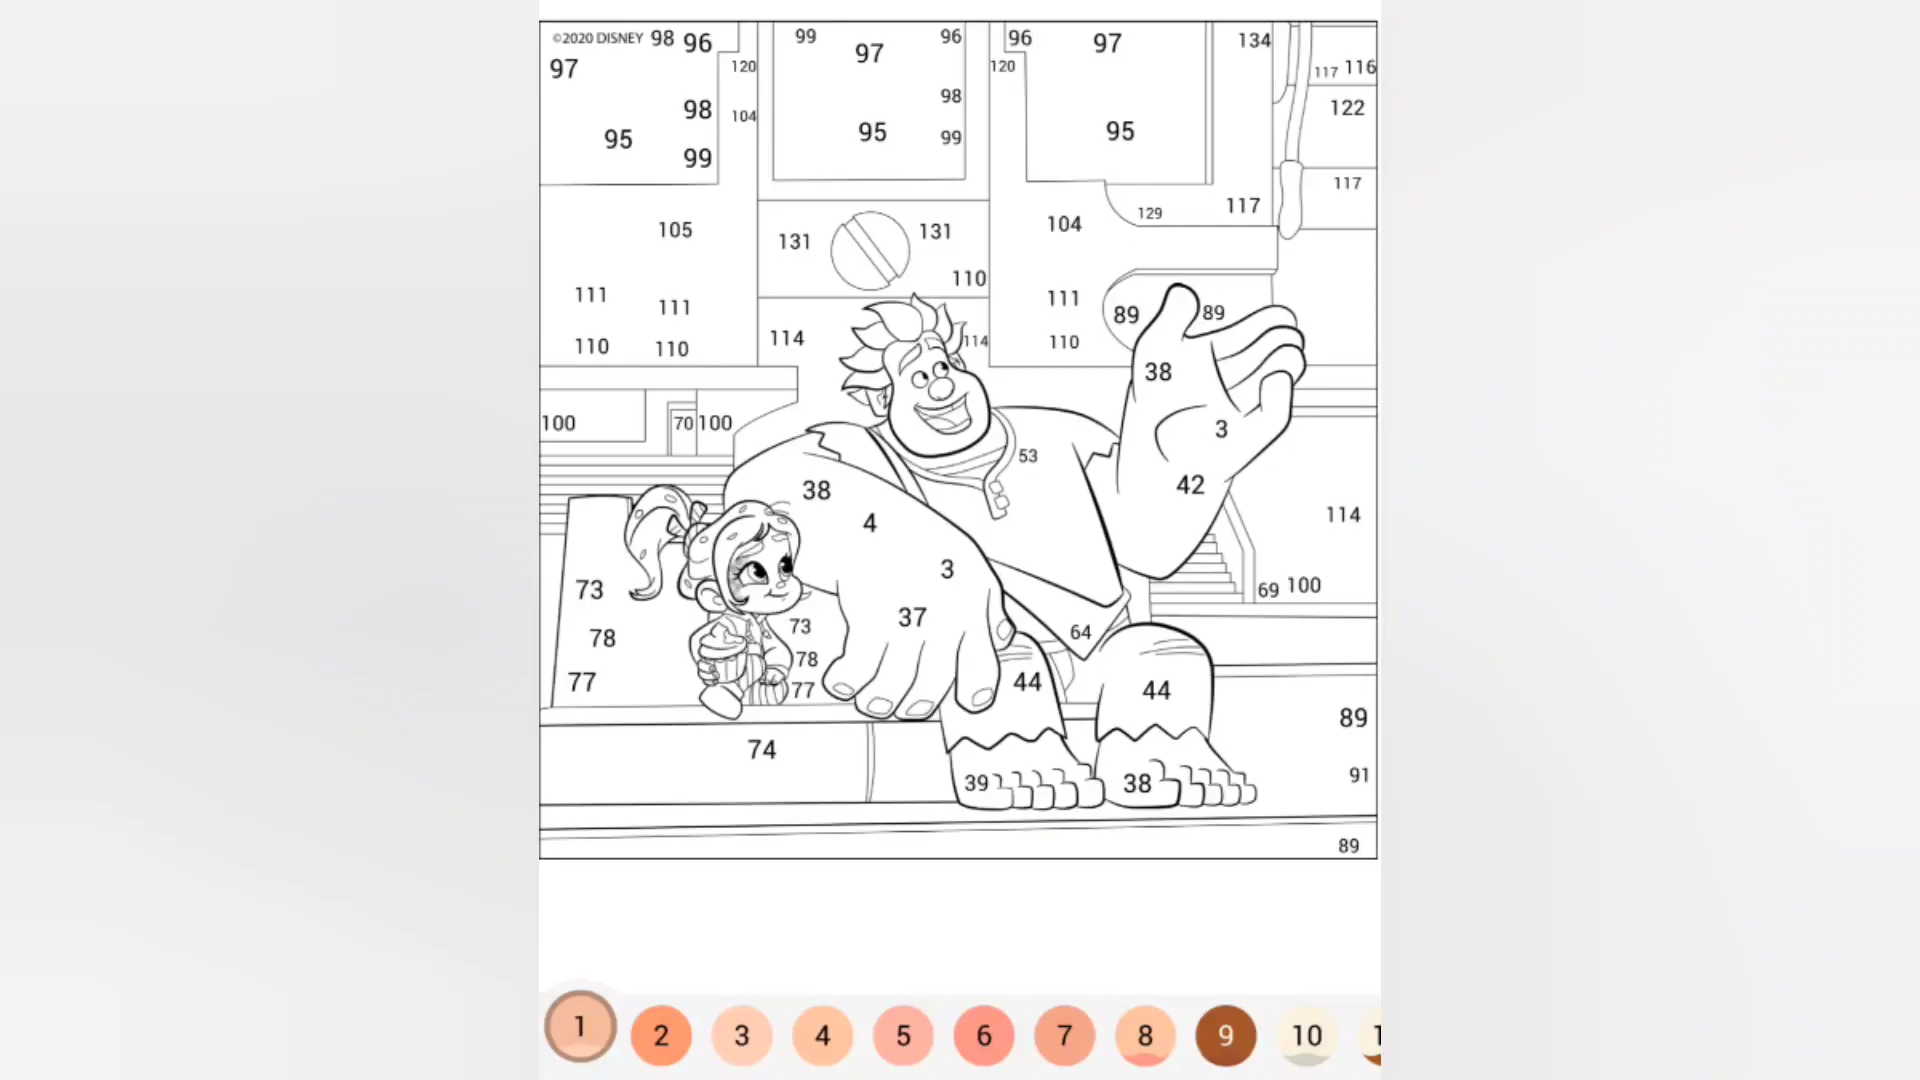 ©2020 DISNEY 98 96 99 97 96 96 97 134
97 120 120 117 116
98 104 98 122
95 99 95 99 95
117
105 131 131 104 129 117
110
111 111 111 89 89
110 110 114 114 110 38
100 70 100 53 3
38 4 42 114
73 3 69 100
78 73 37 64
77 78 77 44 44
74 89
39 38 91
89
1 2 3 4 5 6 7 8 9 10